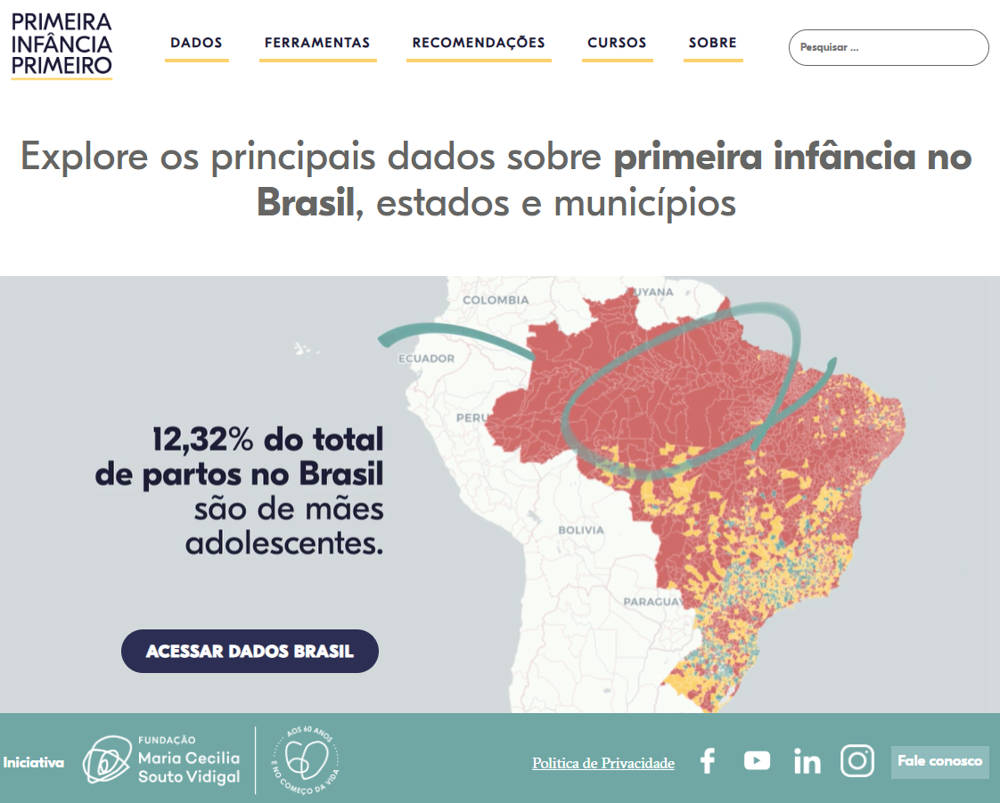 PRIMEIRA
INFÂNCIA
PRIMEIRO
DADOS
FERRAMENTAS
RECOMENDAÇÕES
CURSOS
SOBRE
Pesquisar ...
Explore os principais dados sobre primeira infância no
Brasil, estados e municípios
COLOMBIA
UYANA
ECUADOR
PERU
BOLIVIA
PARAGUAY
12,32% do total
de partos no Brasil
são de mães
adolescentes.
ACESSAR DADOS BRASIL
Iniciativa
FUNDAÇÃO
Maria Cecilia
Souto Vidigal
AOS 60 ANOS
E NO COMEÇO DA VIDA
Politica de Privacidade
Fale conosco